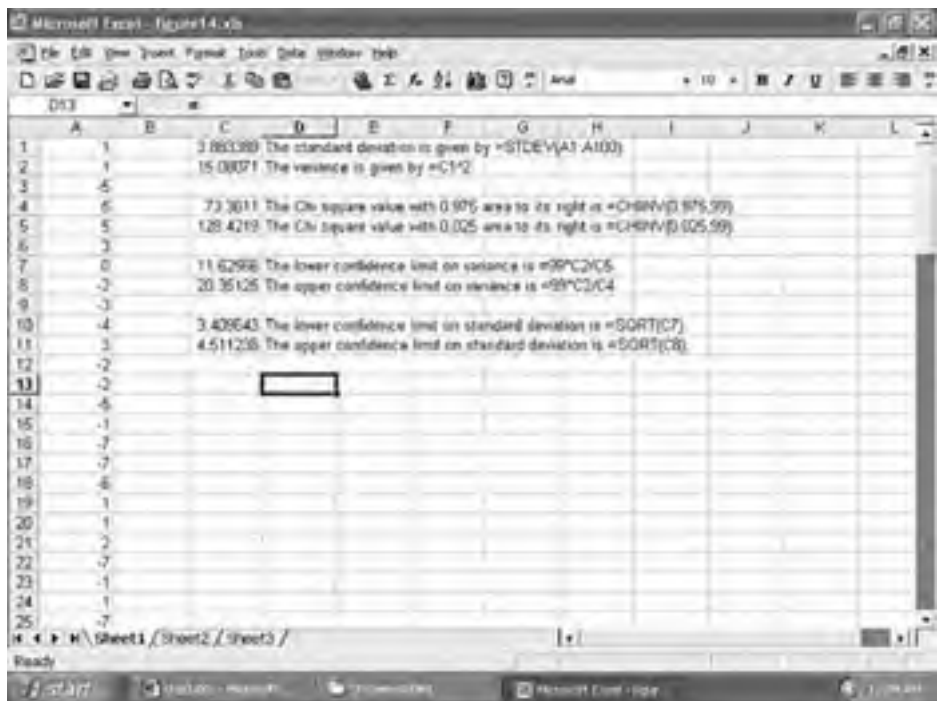 Microsoft Excel - figure14.xls
File Edit View Insert Format Tools Data Window Help
Arial 10 B I U
D13 =
A B C D E F G H I J K L
1 1 3.883389 The standard deviation is given by =STDEV(A1:A100)
2 1 15.08071 The variance is given by =C1^2
3 -6
4 6 73.3611 The Chi square value with 0.975 area to its right is =CHIINV(0.975,99)
5 5 128.4219 The Chi square value with 0.025 area to its right is =CHIINV(0.025,99)
6 3
7 0 11.62566 The lower confidence limit on variance is =99*C2/C5
8 -2 20.35125 The upper confidence limit on variance is =99*C2/C4
9 -3
10 -4 3.409643 The lower confidence limit on standard deviation is =SQRT(C7)
11 3 4.511236 The upper confidence limit on standard deviation is =SQRT(C8)
12 -2
13 -2
14 -6
15 -1
16 -7
17 -7
18 -6
19 1
20 1
21 2
22 -7
23 -1
24 1
25 -7
Sheet1 / Sheet2 / Sheet3 /
Ready
start